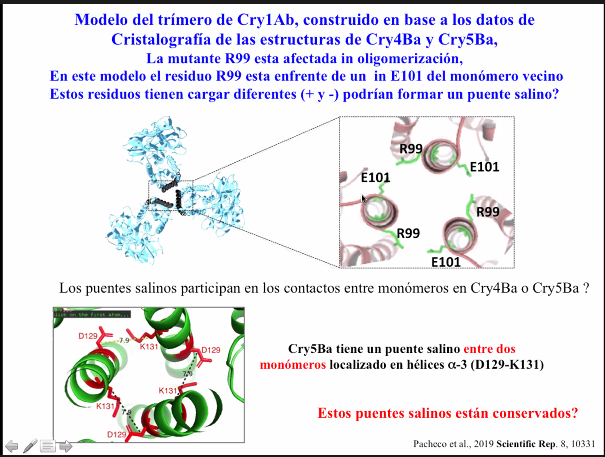 Modelo del trímero de Cry1Ab, construido en base a los datos de
Cristalografía de las estructuras de Cry4Ba y Cry5Ba,
La mutante R99 esta afectada in oligomerización,
En este modelo el residuo R99 esta enfrente de un in E101 del monómero vecino
Estos residuos tienen cargar diferentes (+ y -) podrían formar un puente salino?
R99
E101
E101
R99
R99
E101
Los puentes salinos participan en los contactos entre monómeros en Cry4Ba o Cry5Ba ?
D129
7.9
K131
D129
K131
K131
D129
Cry5Ba tiene un puente salino entre dos
monómeros localizado en hélices α-3 (D129-K131)
Estos puentes salinos están conservados?
Pacheco et al., 2019 Scientific Rep. 8, 10331